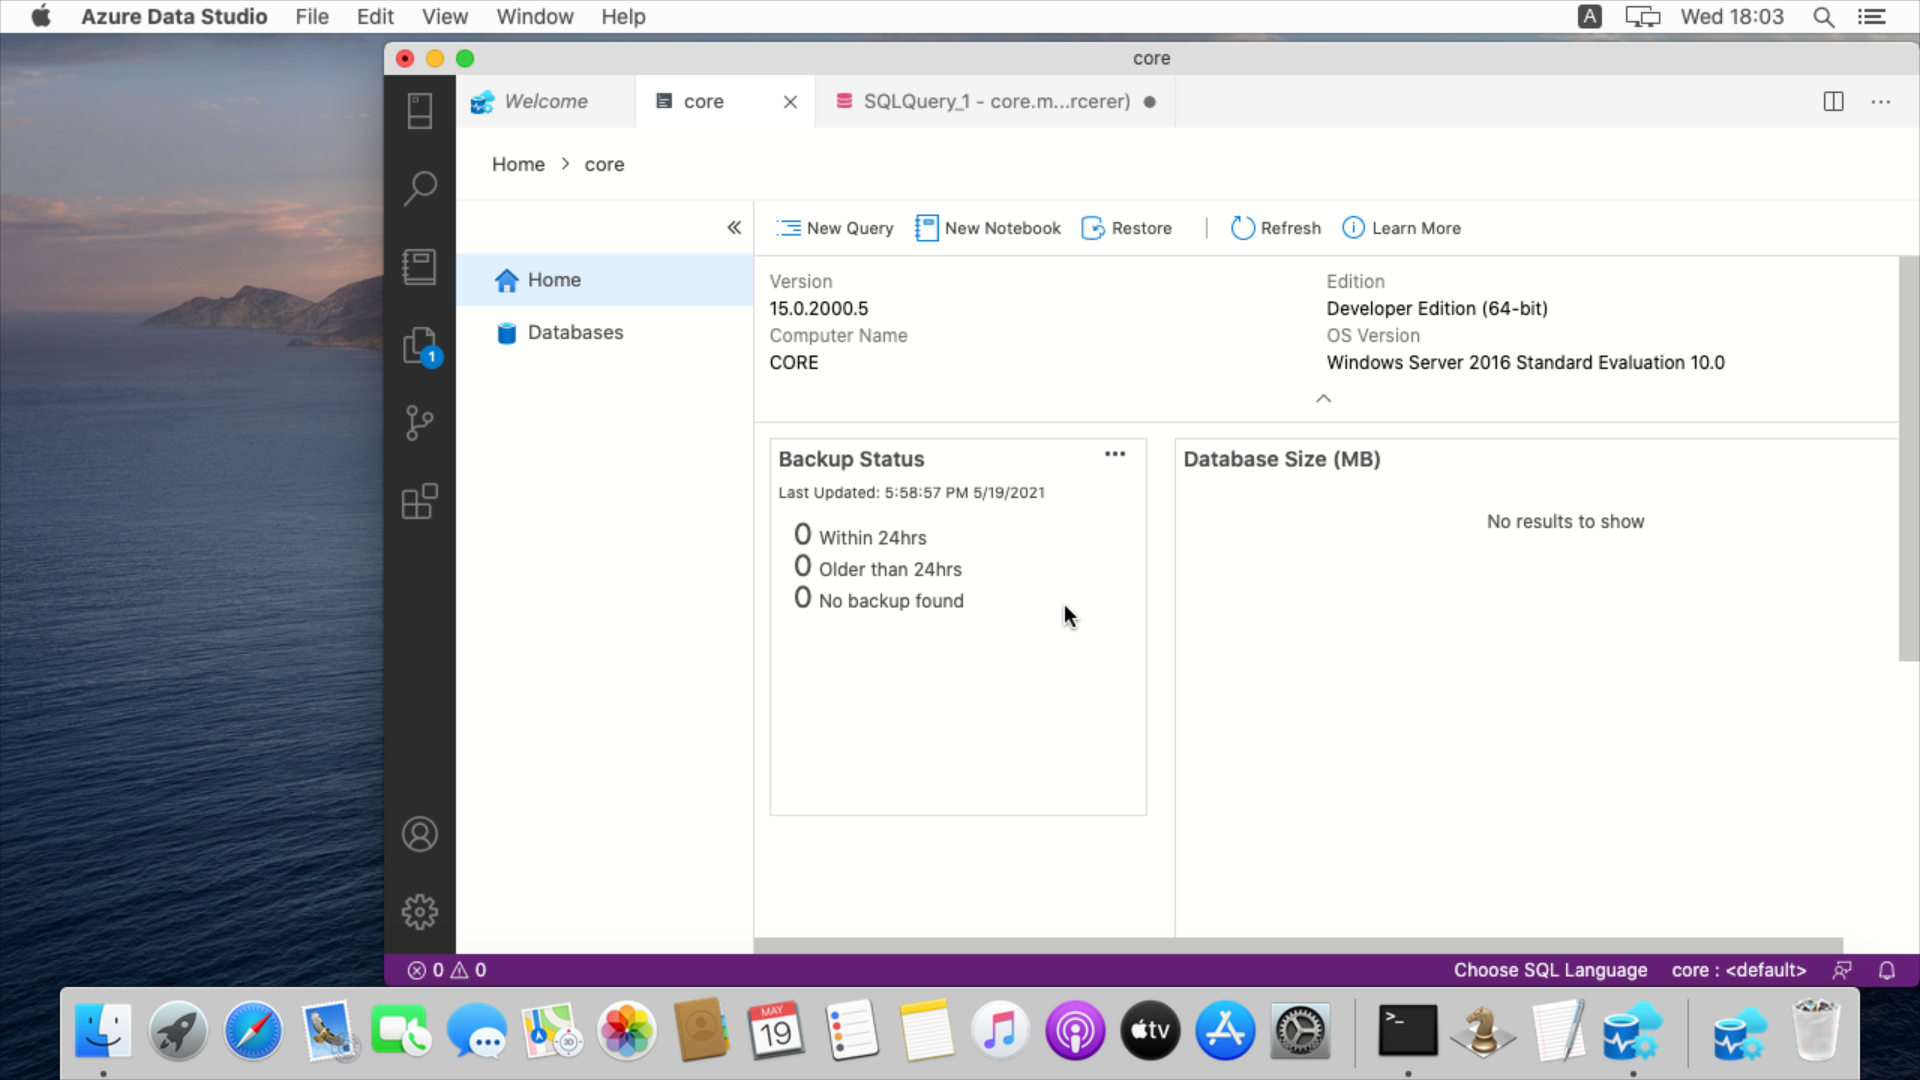 Azure Data Studio File Edit View Window Help A Wed 18:03
core
Welcome core SQLQuery_1 - core.m...rcerer)
Home > core
New Query New Notebook Restore | Refresh Learn More
Home
Databases
Version
15.0.2000.5
Computer Name
CORE
Edition
Developer Edition (64-bit)
OS Version
Windows Server 2016 Standard Evaluation 10.0
1
Backup Status
Last Updated: 5:58:57 PM 5/19/2021
0 Within 24hrs
0 Older than 24hrs
0 No backup found
Database Size (MB)
No results to show
0 0
Choose SQL Language core : <default>
MAY
19
3D
tv
>_